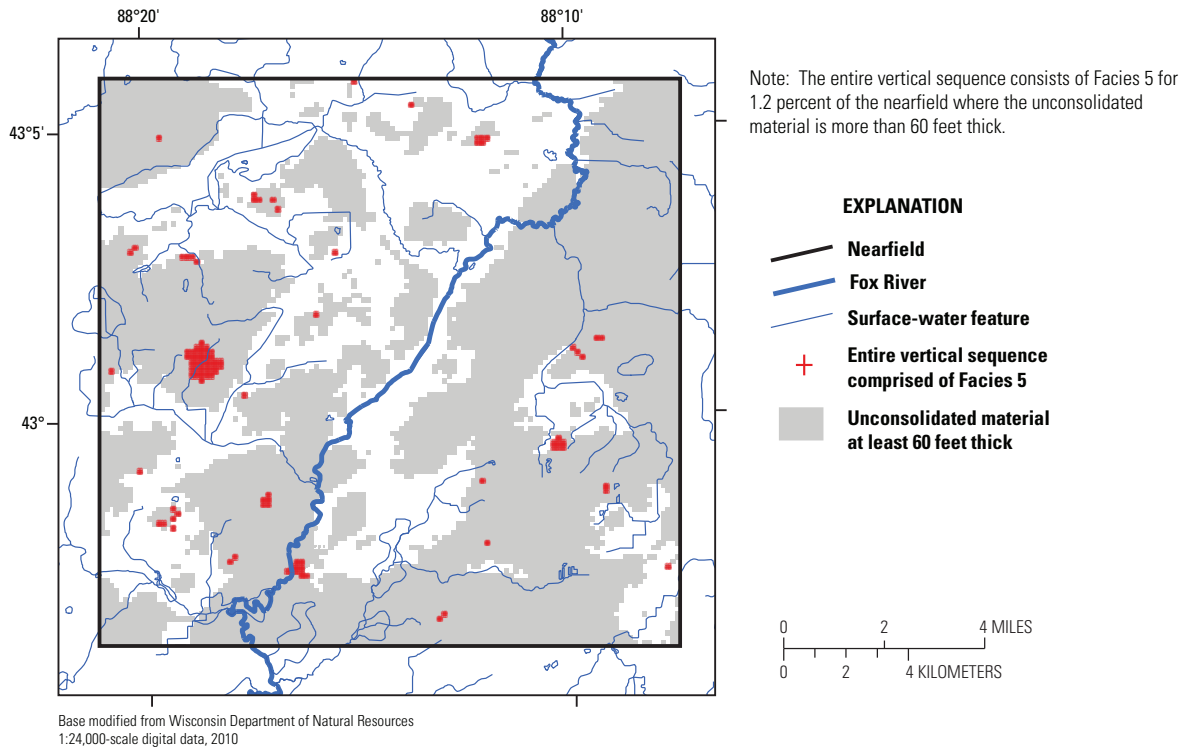 88°20'
88°10'
43°5'
43°
Note: The entire vertical sequence consists of Facies 5 for
1.2 percent of the nearfield where the unconsolidated
material is more than 60 feet thick.
EXPLANATION
Nearfield
Fox River
Surface-water feature
Entire vertical sequence
comprised of Facies 5
Unconsolidated material
at least 60 feet thick
0 2 4 MILES
0 2 4 KILOMETERS
Base modified from Wisconsin Department of Natural Resources
1:24,000-scale digital data, 2010